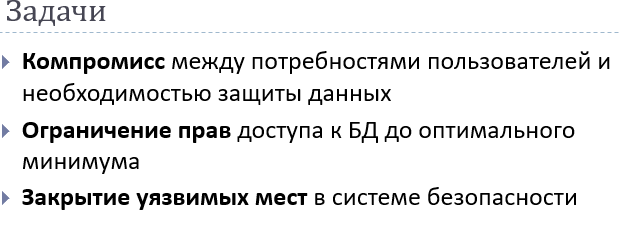 Задачи
Компромисс между потребностями пользователей и
необходимостью защиты данных
Ограничение прав доступа к БД до оптимального
минимума
Закрытие уязвимых мест в системе безопасности